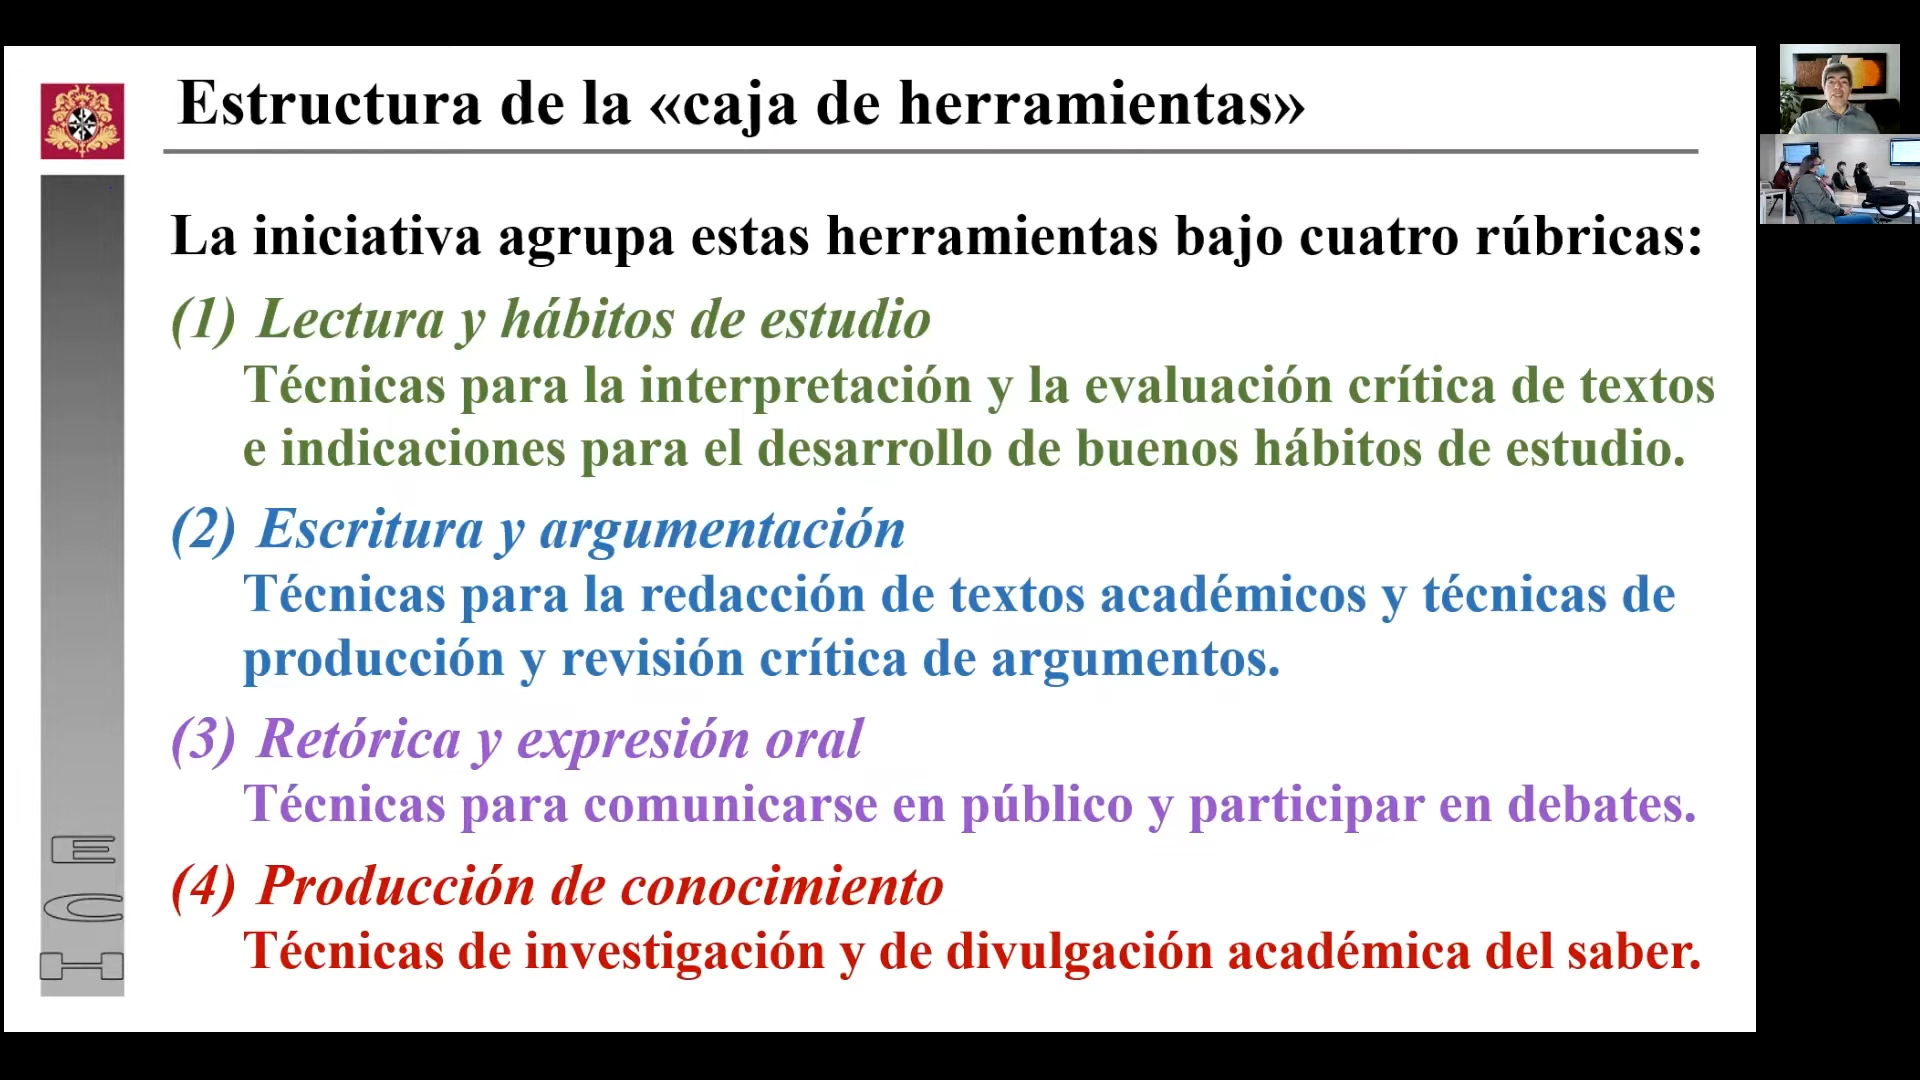 Estructura de la «caja de herramientas»
La iniciativa agrupa estas herramientas bajo cuatro rúbricas:
(1) Lectura y hábitos de estudio
Técnicas para la interpretación y la evaluación crítica de textos
e indicaciones para el desarrollo de buenos hábitos de estudio.
(2) Escritura y argumentación
Técnicas para la redacción de textos académicos y técnicas de
producción y revisión crítica de argumentos.
(3) Retórica y expresión oral
Técnicas para comunicarse en público y participar en debates.
(4) Producción de conocimiento
Técnicas de investigación y de divulgación académica del saber.
E
C
H